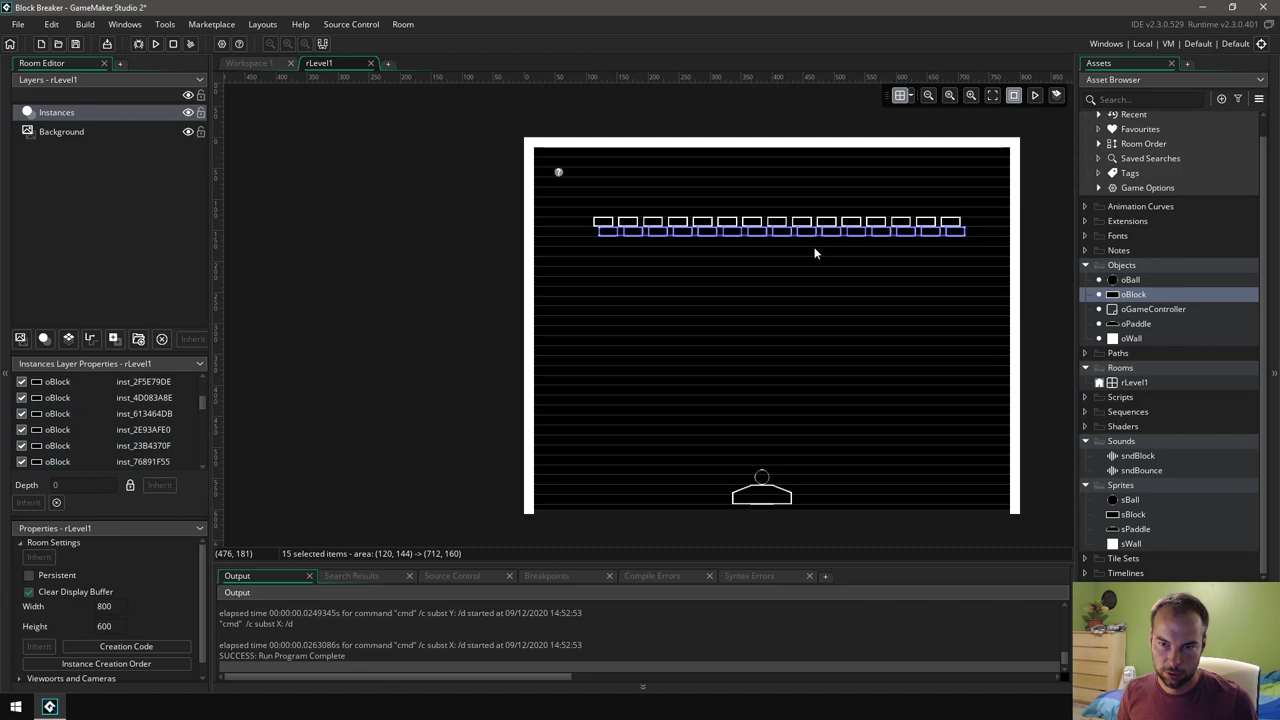 Block Breaker - GameMaker Studio 2*
File Edit Build Windows Tools Marketplace Layouts Source Control Room
IDE v2.3.0.529 Runtime v2.3.0.401
Windows | Local | VM | Default | Default
Room Editor
Workspace 1
rLevel1
Assets
Layers - rLevel1
Asset Browser
Search...
Instances
Background
Recent
Favourites
Room Order
Saved Searches
Tags
Game Options
Animation Curves
Extensions
Fonts
Notes
Objects
oBall
oBlock
oGameController
oPaddle
oWall
Paths
Rooms
rLevel1
Scripts
Sequences
Shaders
Sounds
sndBlock
sndBounce
Sprites
sBall
sBlock
sPaddle
sWall
Tile Sets
Timelines
Inherit
Instances Layer Properties - rLevel1
oBlock inst_2F5E79DE
oBlock inst_4D083A8E
oBlock inst_613464DB
oBlock inst_2E93AFE0
oBlock inst_23B4370F
oBlock inst_76891F55
Depth 0 Inherit
Inherit
Properties - rLevel1
Room Settings
Inherit
Persistent
Clear Display Buffer
Width 800
Height 600
Inherit Creation Code
Instance Creation Order
Viewports and Cameras
(476, 181) 15 selected items - area: (120, 144) -> (712, 160)
Output Search Results Source Control Breakpoints Compile Errors Syntax Errors
Output
elapsed time 00:00:00.0249345s for command "cmd" /c subst Y: /d started at 09/12/2020 14:52:53
"cmd" /c subst X: /d
elapsed time 00:00:00.0263086s for command "cmd" /c subst X: /d started at 09/12/2020 14:52:53
SUCCESS: Run Program Complete